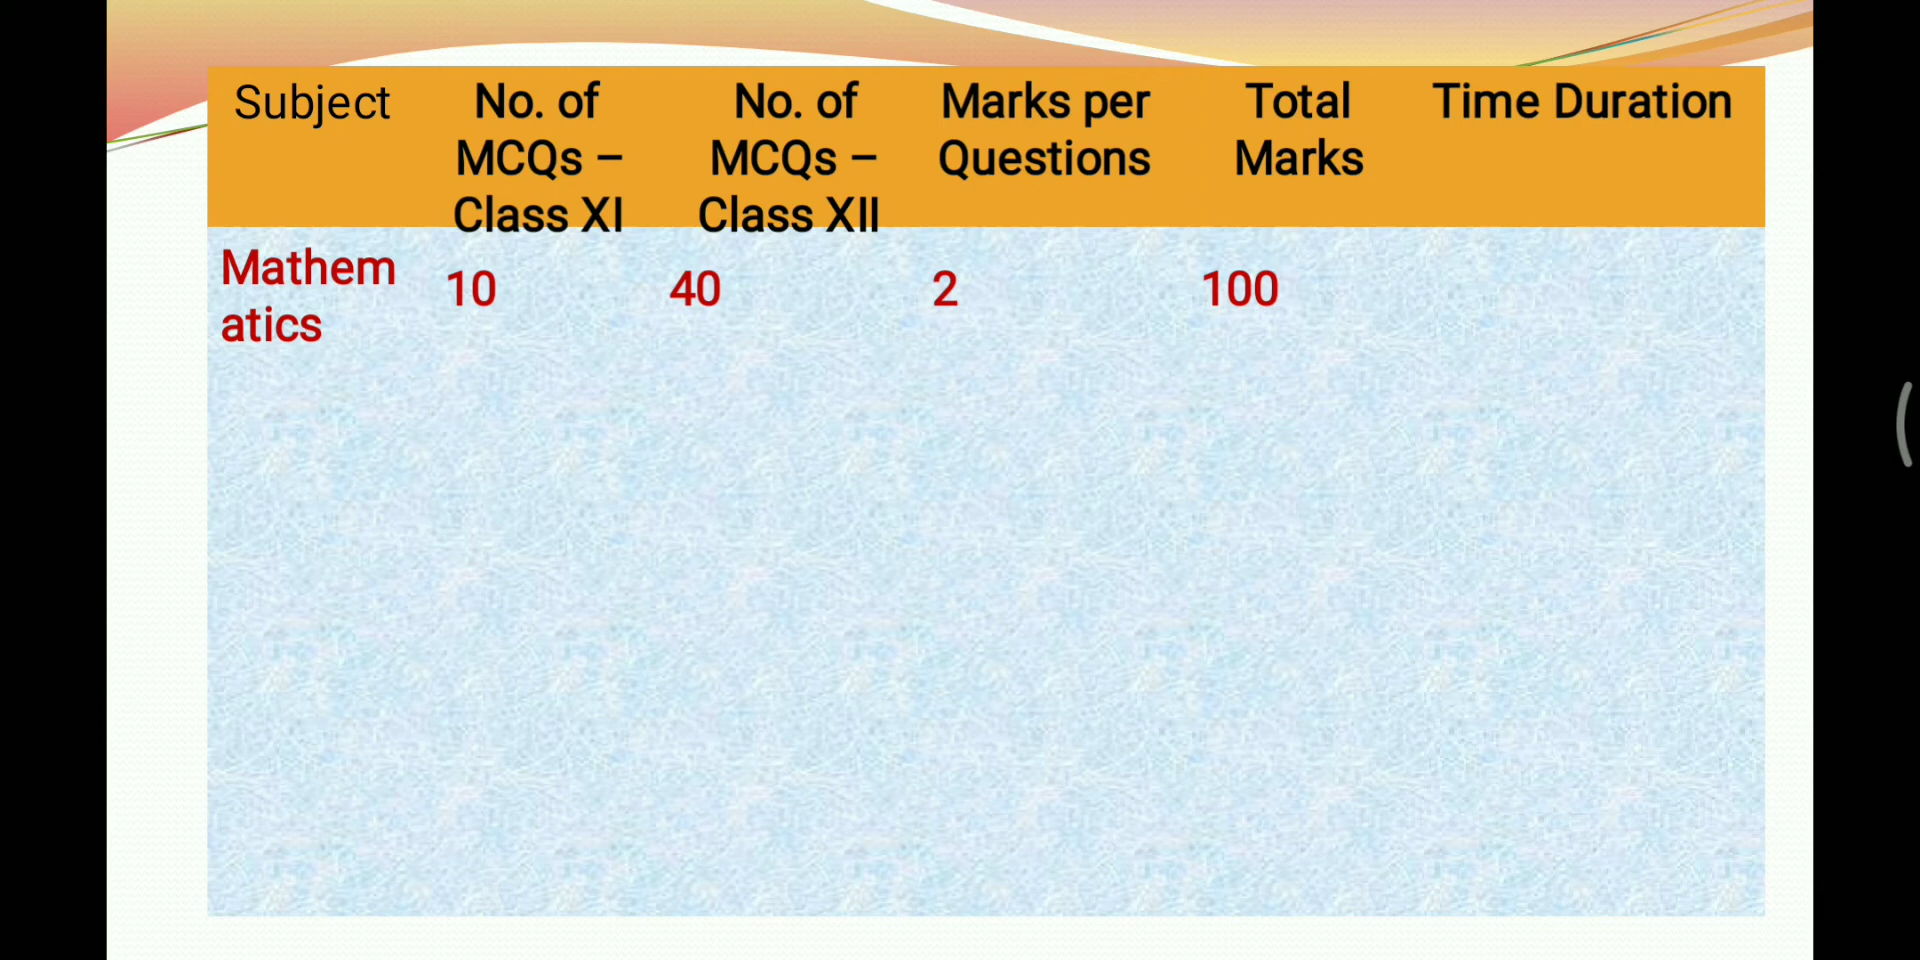 Subject
No. of
MCQs –
Class XI
No. of
MCQs –
Class XII
Marks per
Questions
Total
Marks
Time Duration
Mathem
atics
10
40
2
100